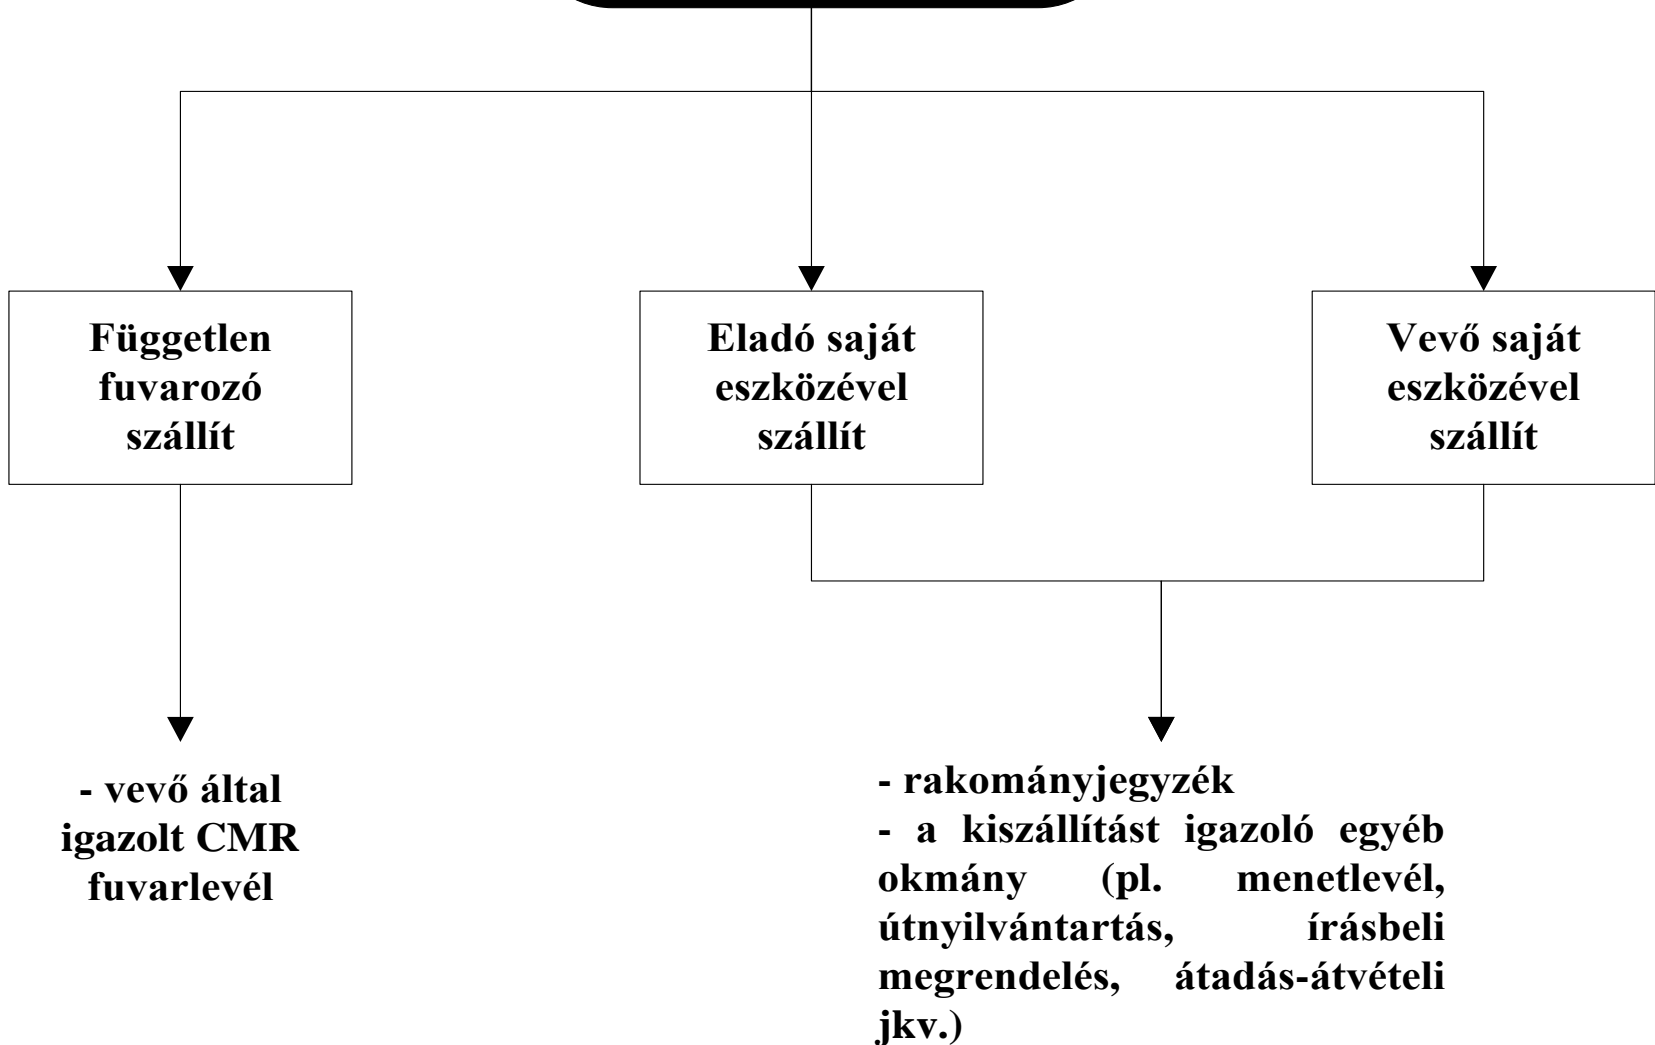 Független
fuvarozó
szállít
Eladó saját
eszközével
szállít
Vevő saját
eszközével
szállít
- vevő által
igazolt CMR
fuvarlevél
- rakományjegyzék
- a kiszállítást igazoló egyéb
okmány (pl. menetlevél,
útnyilvántartás, írásbeli
megrendelés, átadás-átvételi
jkv.)